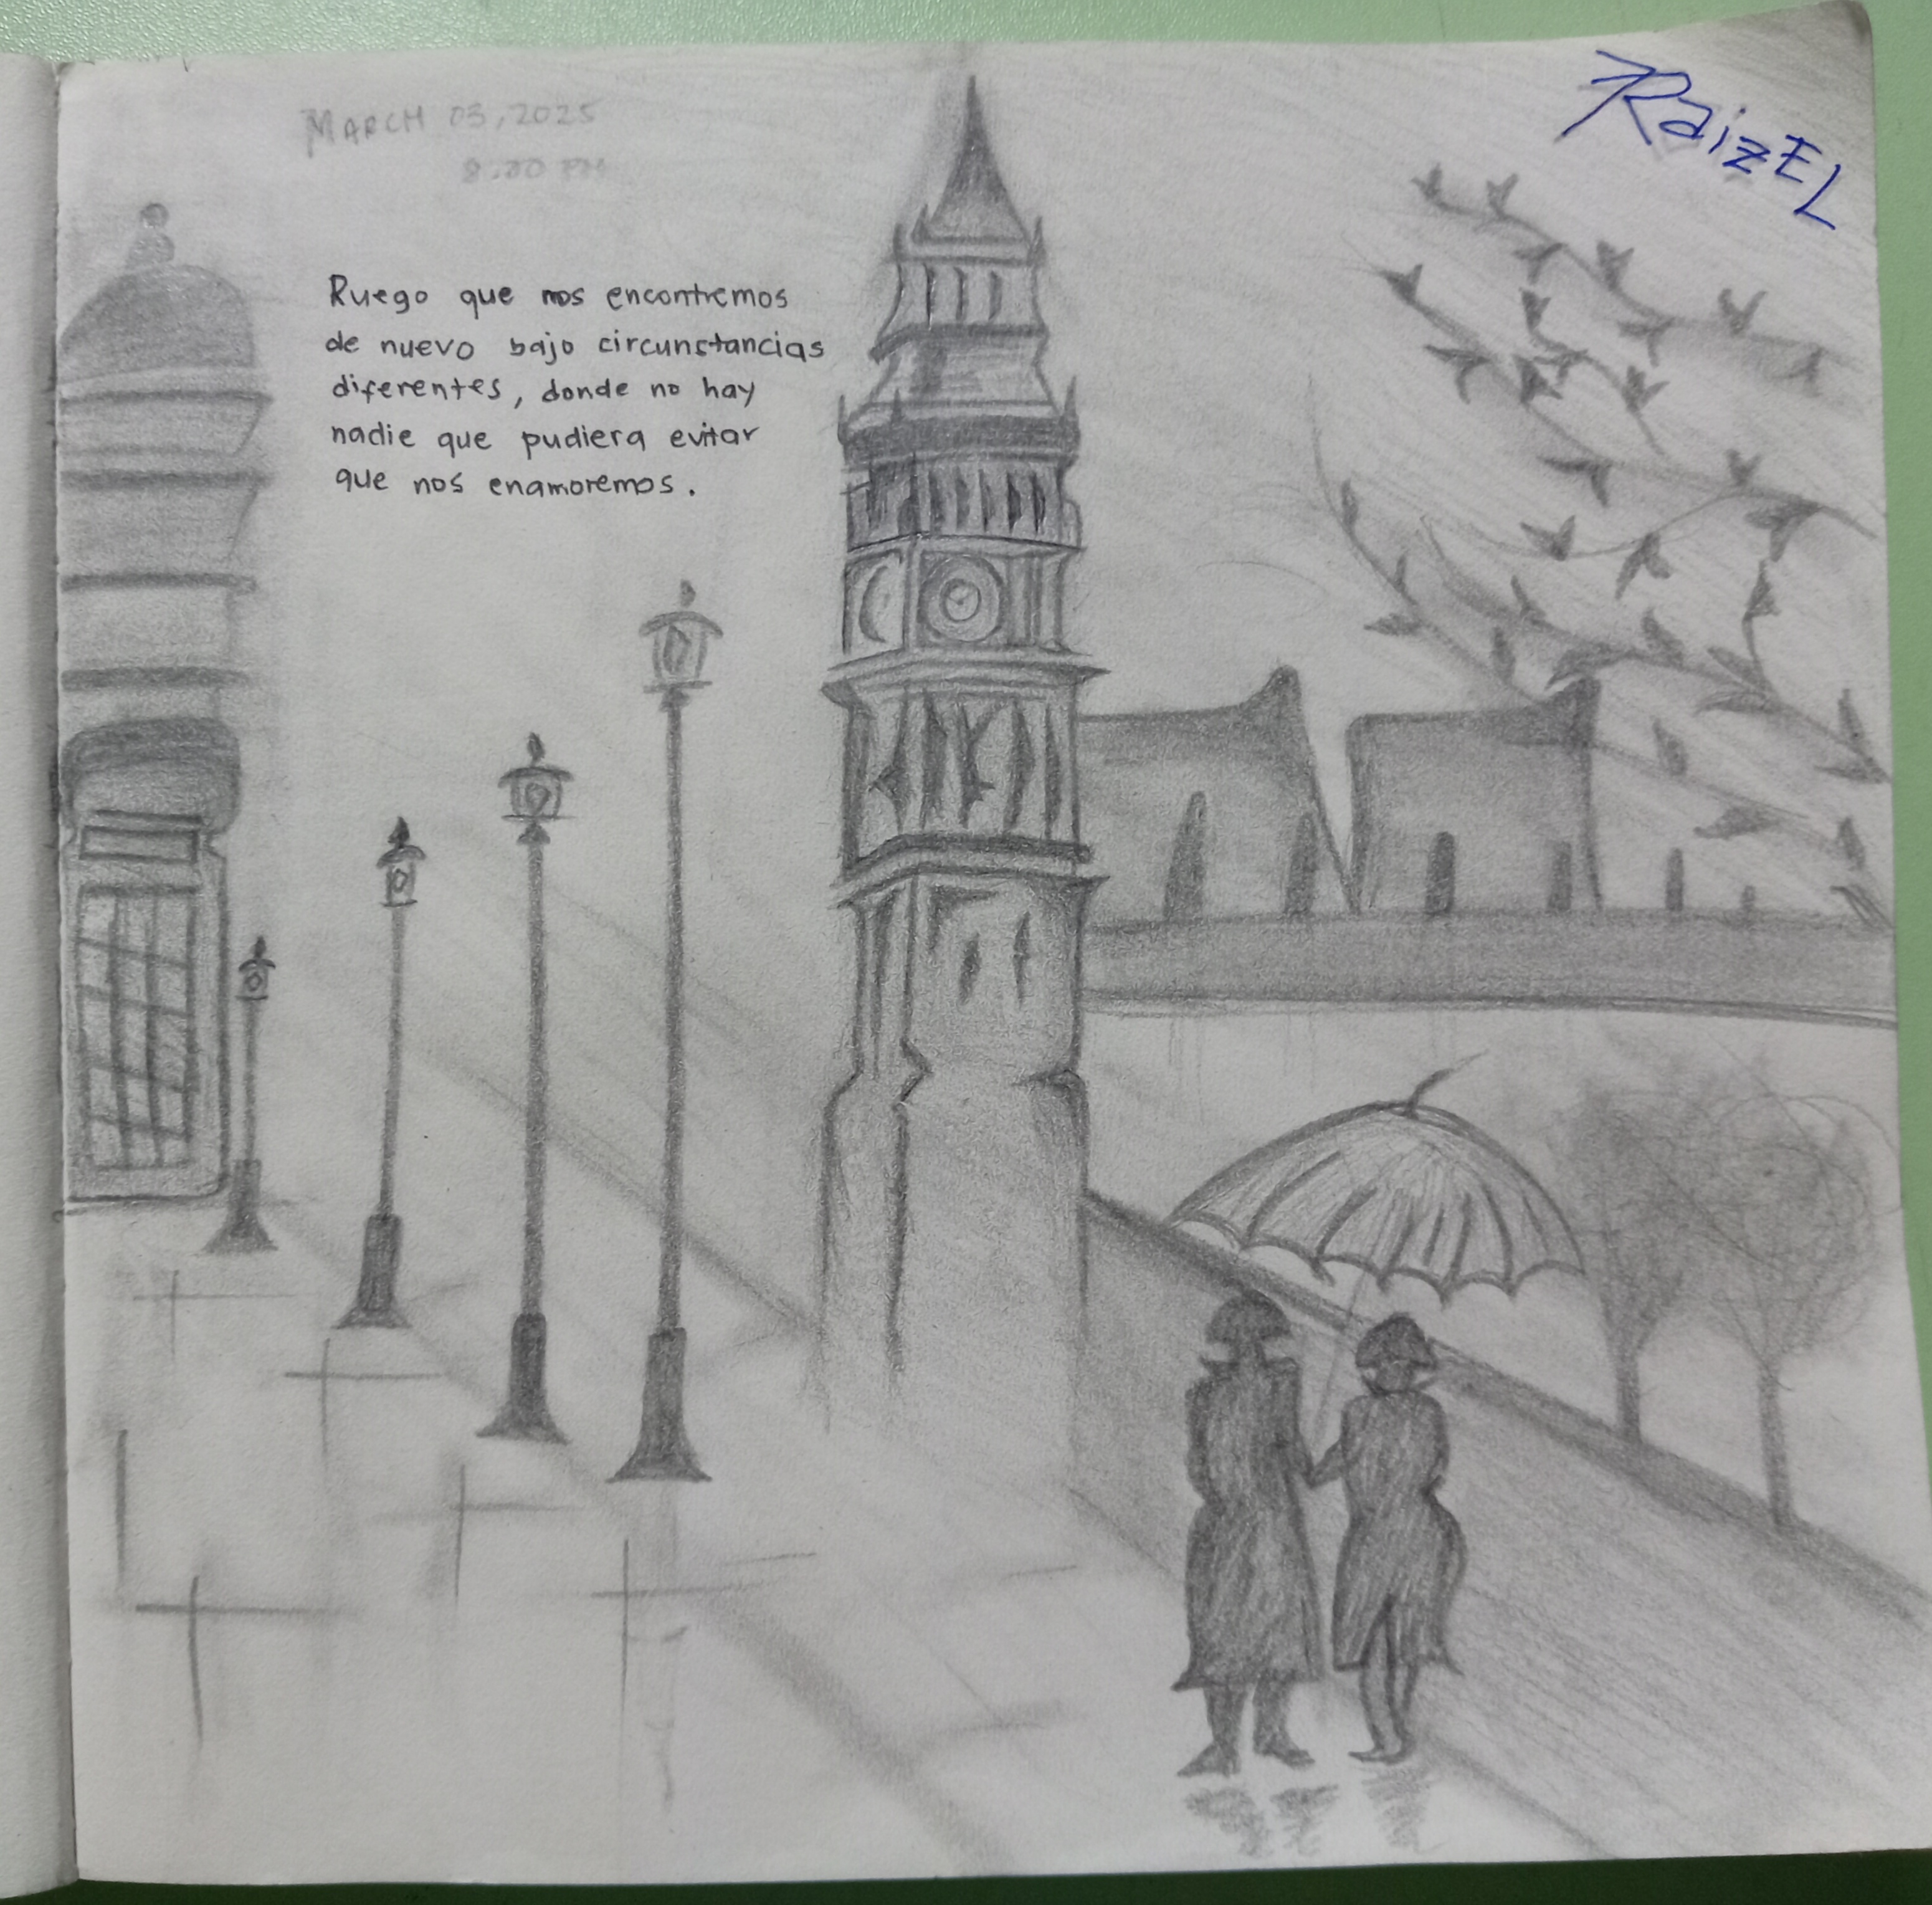 MARCH 03, 2025
8:00 PM
RaizEL
Ruego que nos encontremos
de nuevo bajo circunstancias
diferentes, donde no hay
nadie que pudiera evitar
que nos enamoremos.